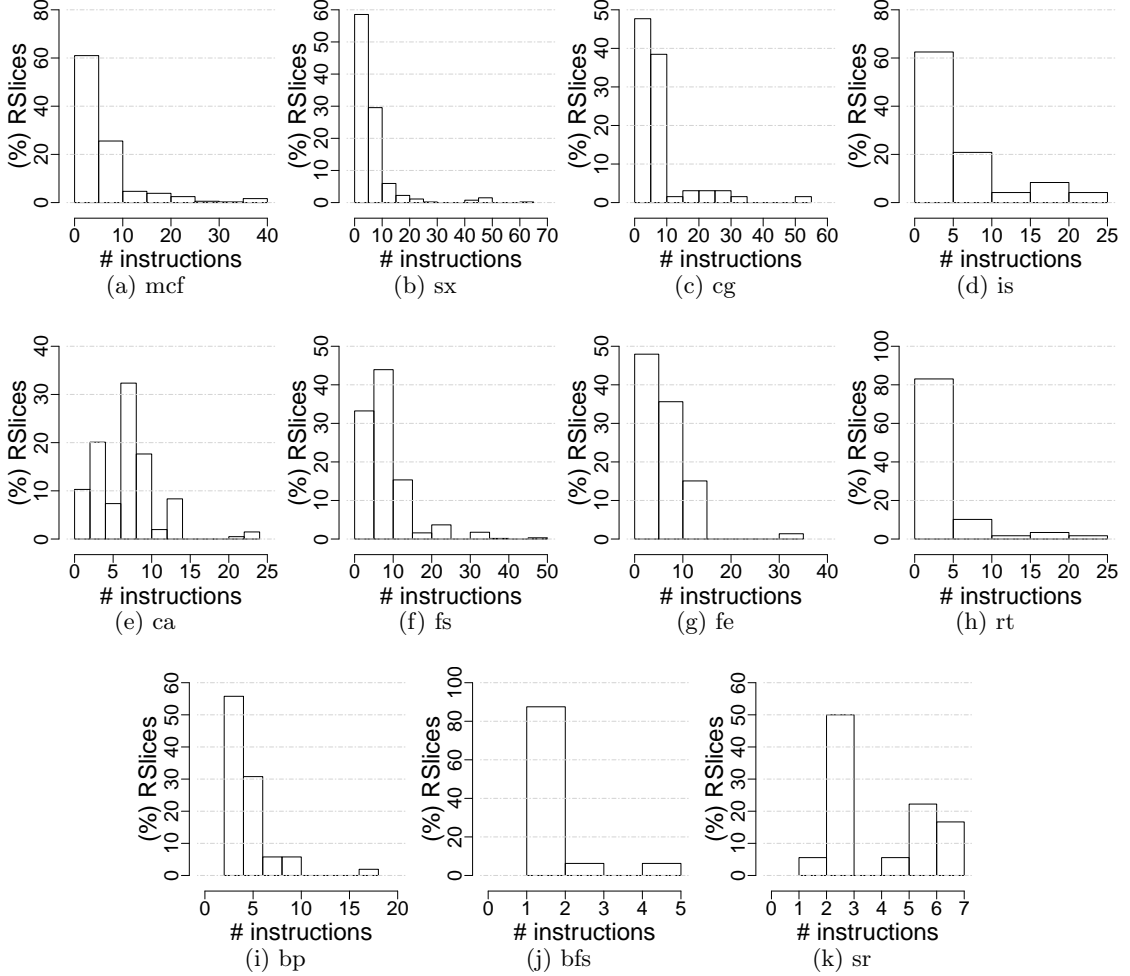 (%) RSlices
0 20 40 60 80
0 10 20 30 40
# instructions
(a) mcf
(%) RSlices
0 10 20 30 40 50 60
0 10 20 30 40 50 60 70
# instructions
(b) sx
(%) RSlices
0 10 20 30 40 50
0 10 20 30 40 50 60
# instructions
(c) cg
(%) RSlices
0 20 40 60 80
0 5 10 15 20 25
# instructions
(d) is
(%) RSlices
0 10 20 30 40
0 5 10 15 20 25
# instructions
(e) ca
(%) RSlices
0 10 20 30 40 50
0 10 20 30 40 50
# instructions
(f) fs
(%) RSlices
0 10 20 30 40 50
0 10 20 30 40
# instructions
(g) fe
(%) RSlices
0 20 40 60 80 100
0 5 10 15 20 25
# instructions
(h) rt
(%) RSlices
0 10 20 30 40 50 60
0 5 10 15 20
# instructions
(i) bp
(%) RSlices
0 20 40 60 80 100
0 1 2 3 4 5
# instructions
(j) bfs
(%) RSlices
0 10 20 30 40 50 60
0 1 2 3 4 5 6 7
# instructions
(k) sr